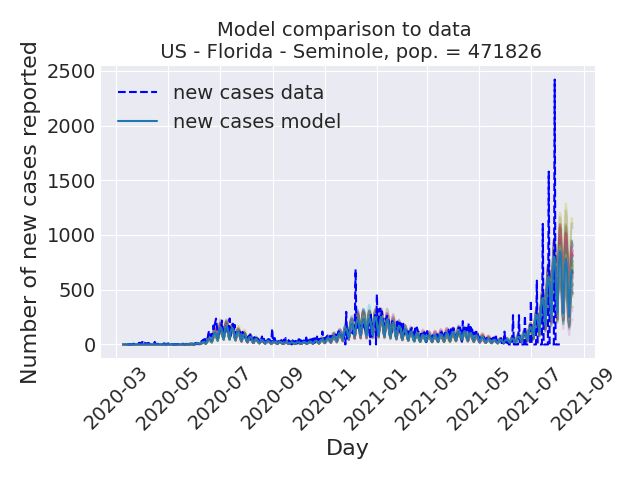 Model comparison to data
US - Florida - Seminole, pop. = 471826
Number of new cases reported
2500
2000
1500
1000
500
0
new cases data
new cases model
2020-03
2020-05
2020-07
2020-09
2020-11
2021-01
2021-03
2021-05
2021-07
2021-09
Day